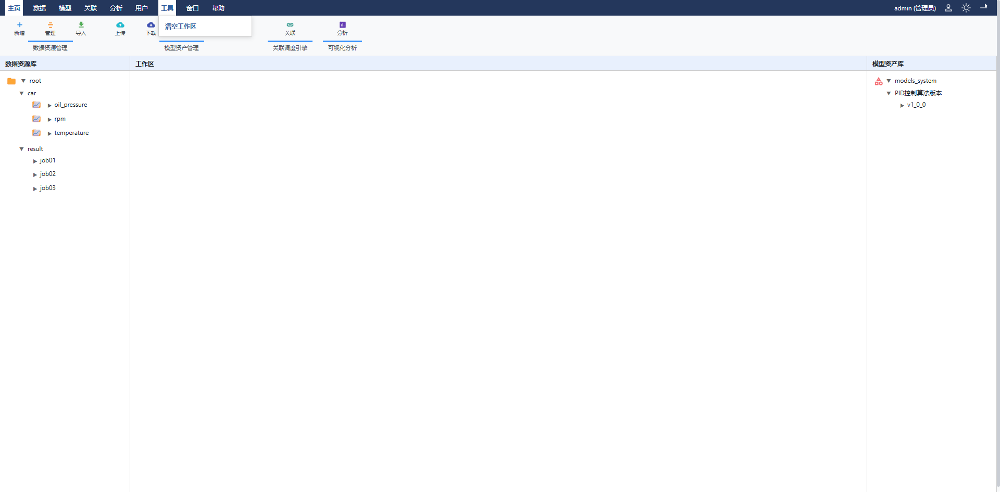 主页 数据 模型 关联 分析 用户 工具 窗口 帮助 admin (管理员)
清空工作区
新增 管理 导入 上传 下载 关联 分析
数据资源管理 模型资产管理 关联调度引擎 可视化分析
数据资源库
root
car
oil_pressure
rpm
temperature
result
job01
job02
job03
工作区
模型资产库
models_system
PID控制算法版本
v1_0_0